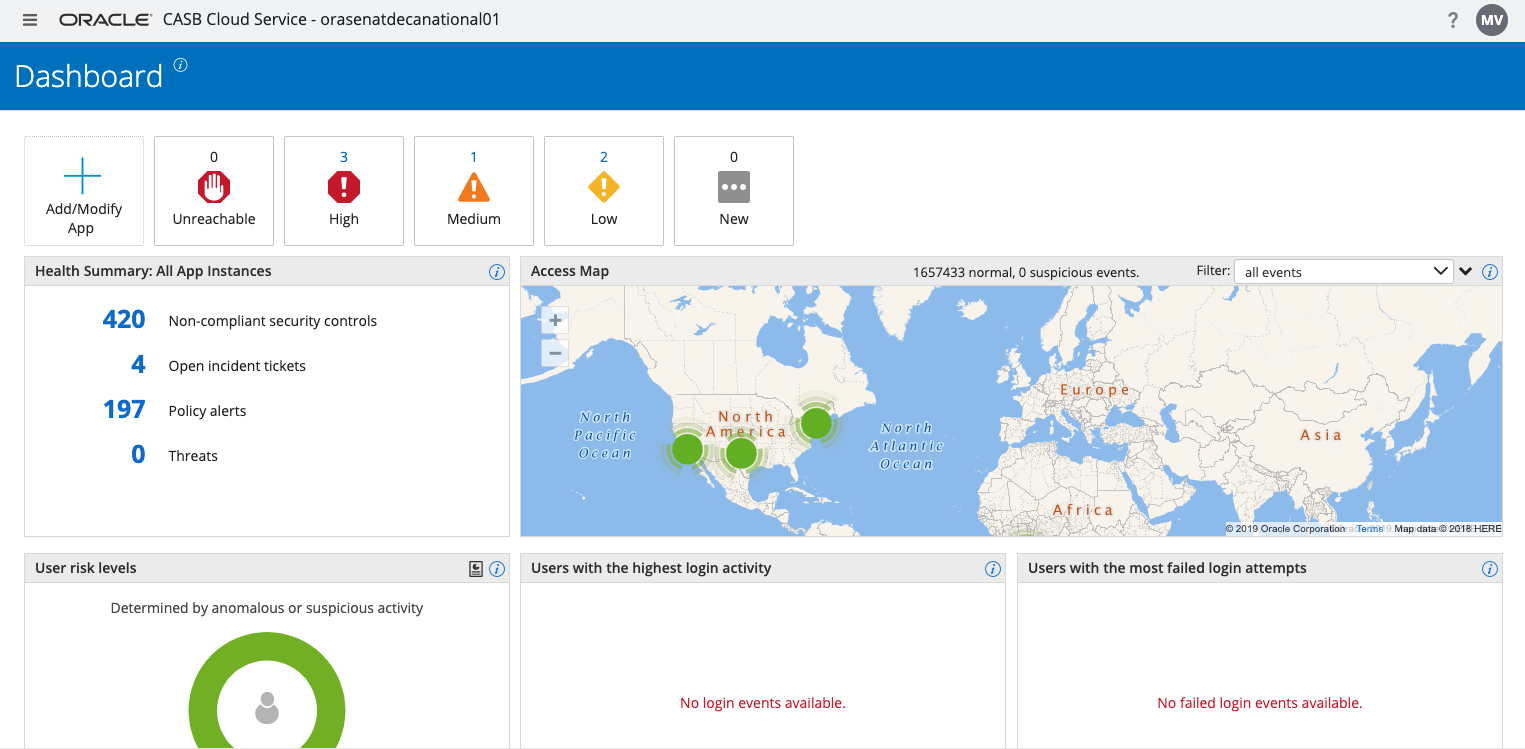 ORACLE CASB Cloud Service - orasenatdecanational01
? MV
Dashboard i
Add/Modify
App
0
Unreachable
3
High
1
Medium
2
Low
0
New
Health Summary: All App Instances i
420 Non-compliant security controls
4 Open incident tickets
197 Policy alerts
0 Threats
Access Map 1657433 normal, 0 suspicious events. Filter: all events i
+
−
North
Pacific
Ocean
North
America
North
Atlantic
Ocean
Europe
Asia
Africa
© 2019 Oracle Corporation Terms Map data © 2018 HERE
User risk levels i
Determined by anomalous or suspicious activity
Users with the highest login activity i
No login events available.
Users with the most failed login attempts i
No failed login events available.